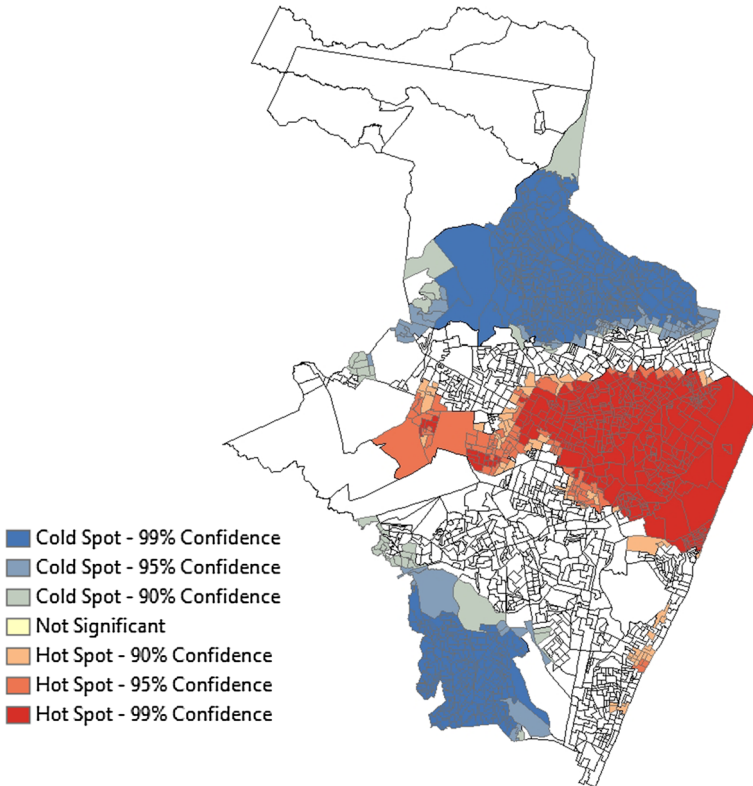 Cold Spot - 99% Confidence
Cold Spot - 95% Confidence
Cold Spot - 90% Confidence
Not Significant
Hot Spot - 90% Confidence
Hot Spot - 95% Confidence
Hot Spot - 99% Confidence